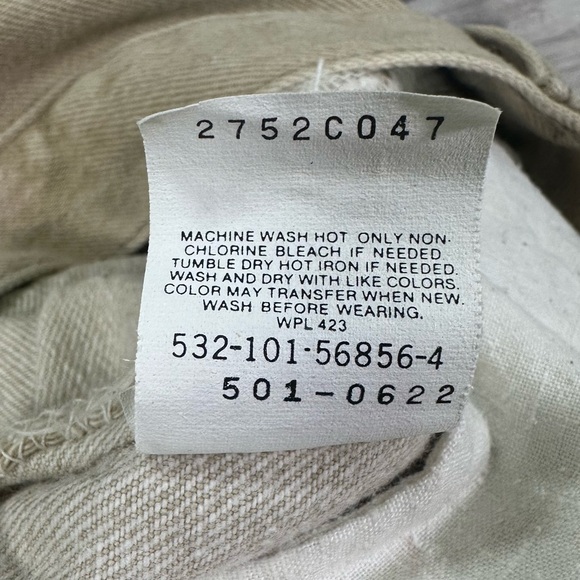 2752C047
MACHINE WASH HOT ONLY NON-
CHLORINE BLEACH IF NEEDED
TUMBLE DRY HOT IRON IF NEEDED.
WASH AND DRY WITH LIKE COLORS.
COLOR MAY TRANSFER WHEN NEW.
WASH BEFORE WEARING.
WPL 423
532-101-56856-4
501-0622